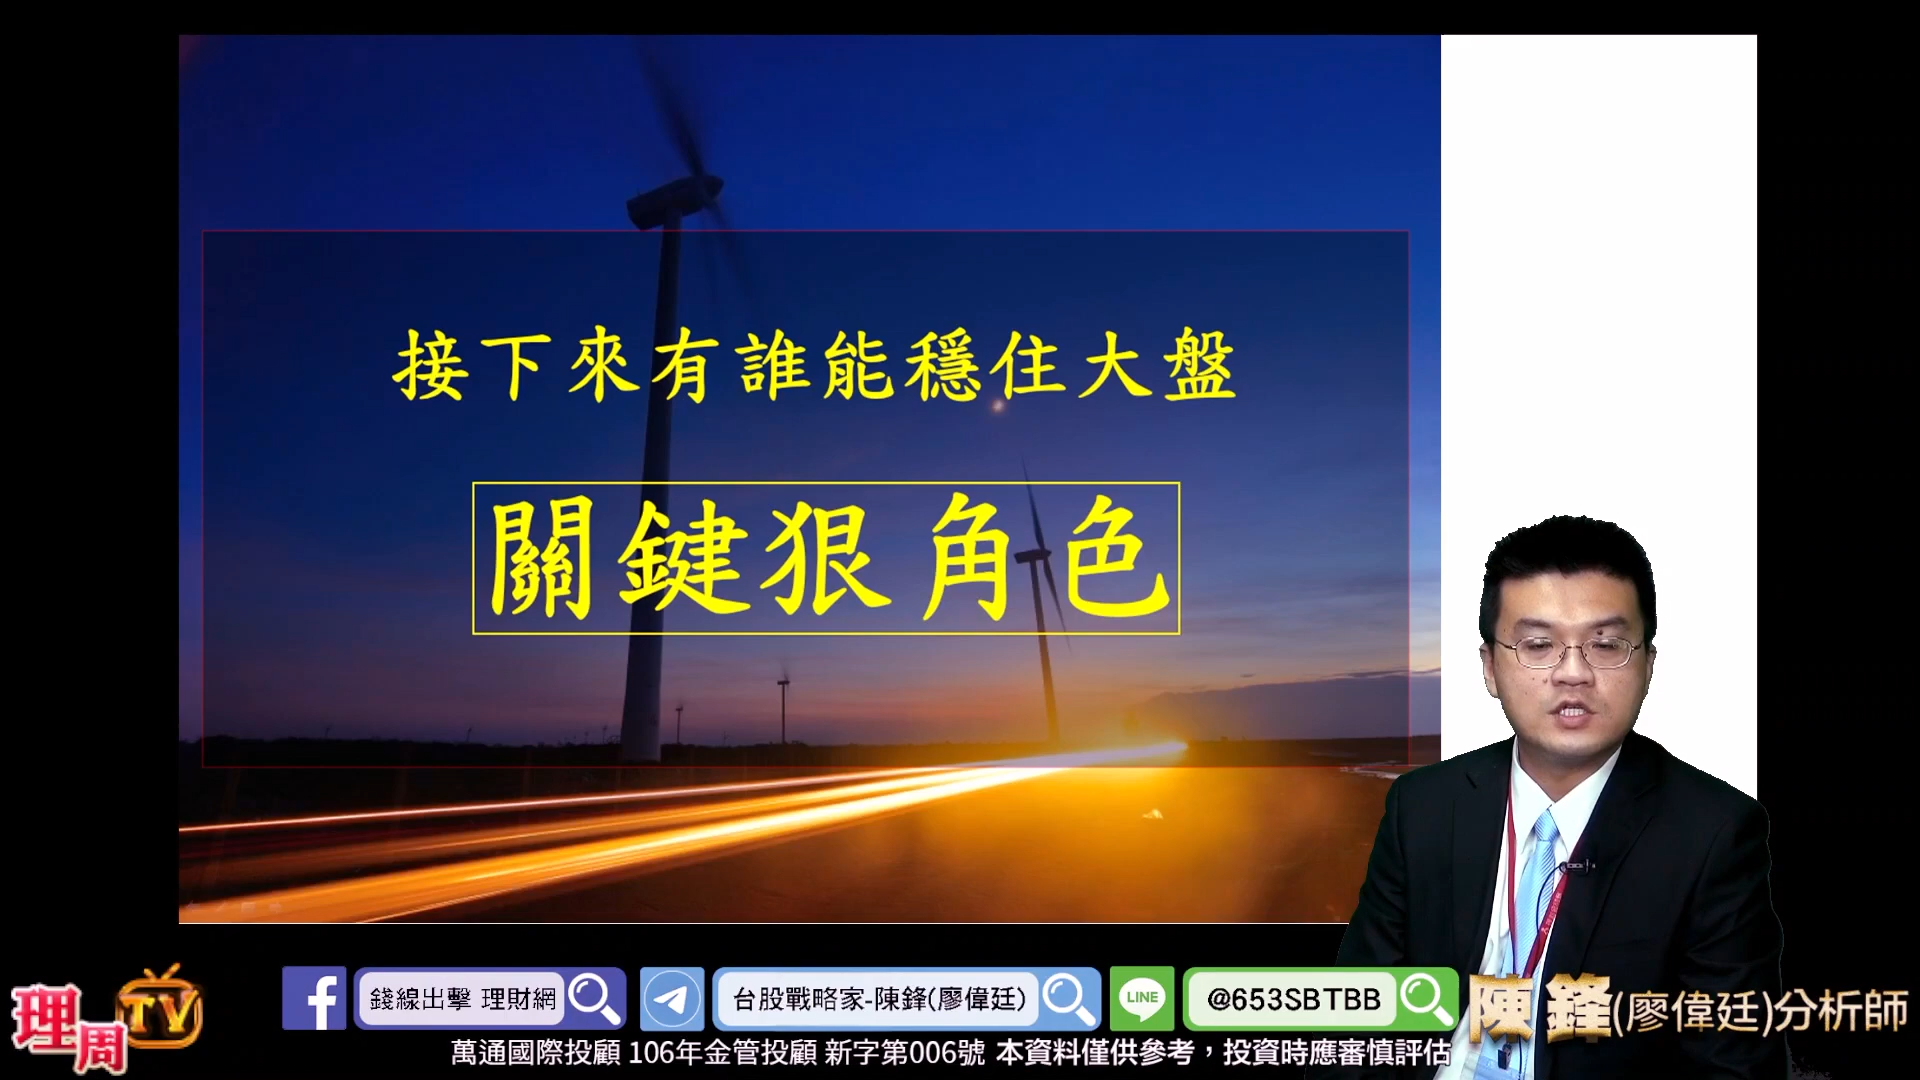 接下來有誰能穩住大盤
關鍵狠角色
理周TV
錢線出擊 理財網
台股戰略家-陳鋒(廖偉廷)
LINE
@653SBTBB
陳鋒(廖偉廷)分析師
萬通國際投顧 106年金管投顧 新字第006號 本資料僅供參考，投資時應審慎評估